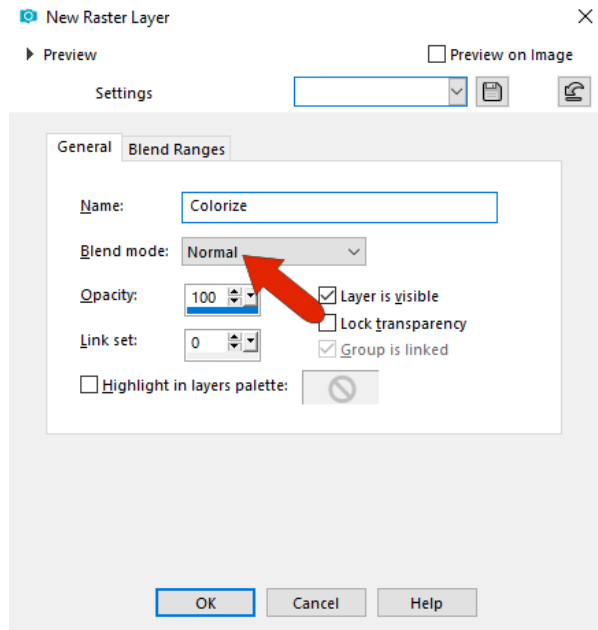 New Raster Layer
Preview
Preview on Image
Settings
General Blend Ranges
Name: Colorize
Blend mode: Normal
Opacity: 100
Layer is visible
Lock transparency
Link set: 0
Group is linked
Highlight in layers palette:
OK Cancel Help